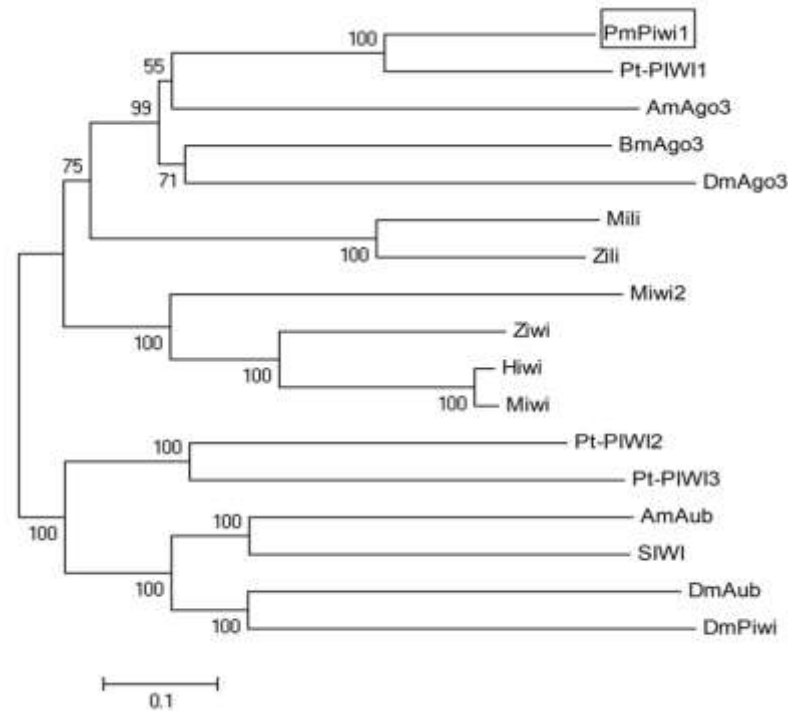 100
PmPiwi1
55
Pt-PIWI1
99
AmAgo3
BmAgo3
75
71
DmAgo3
Mili
100
Zili
Miwi2
100
Ziwi
100
Hiwi
100
Miwi
100
Pt-PIWI2
Pt-PIWI3
100
100
AmAub
SIWI
100
DmAub
100
DmPiwi
0.1